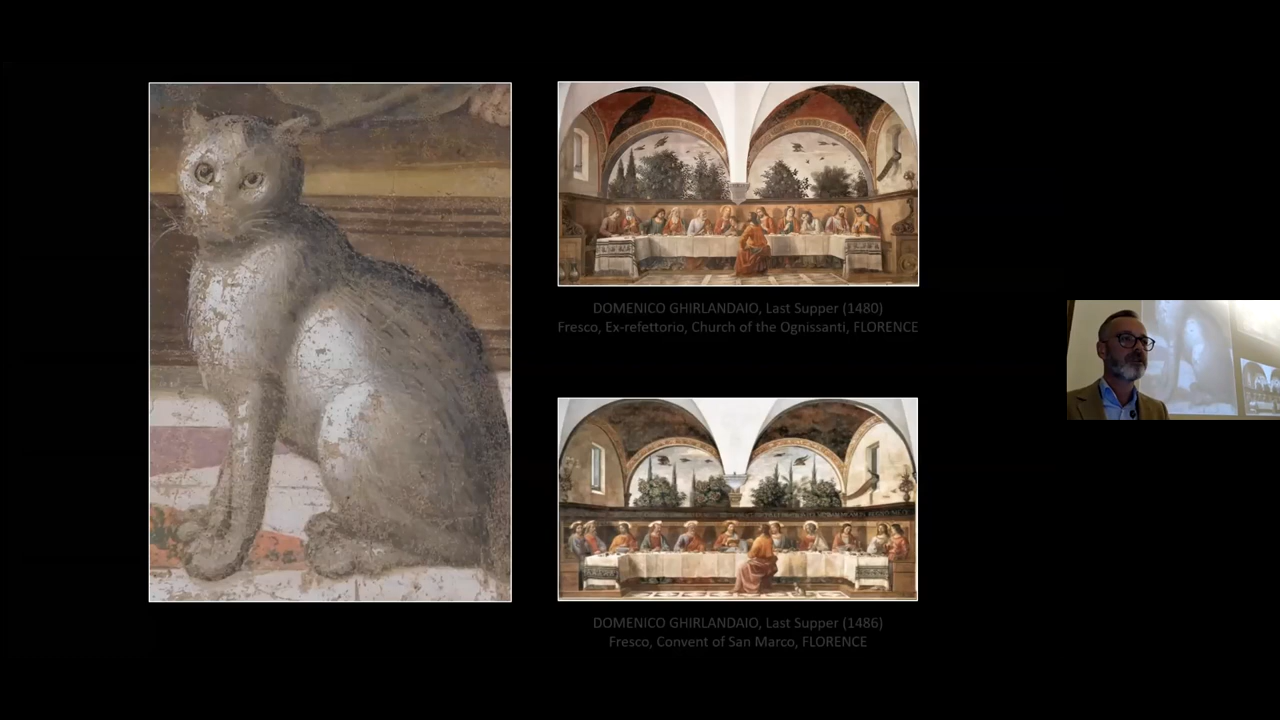 DOMENICO GHIRLANDAIO, Last Supper (1480)
Fresco, Ex-refettorio, Church of the Ognissanti, FLORENCE
DOMENICO GHIRLANDAIO, Last Supper (1486)
Fresco, Convent of San Marco, FLORENCE